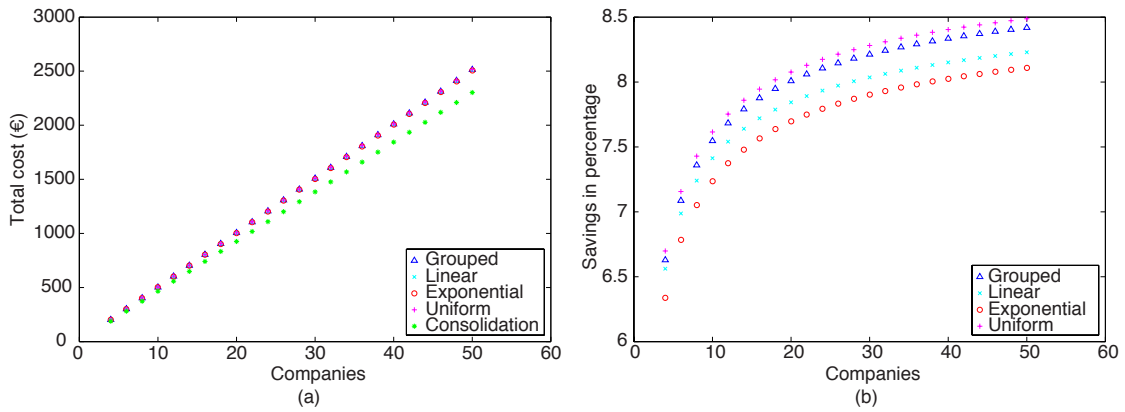 3000
2500
2000
1500
1000
500
0
Total cost (€)
0 10 20 30 40 50 60
Companies
(a)
Grouped
Linear
Exponential
Uniform
Consolidation
8.5
8
7.5
7
6.5
6
Savings in percentage
0 10 20 30 40 50 60
Companies
(b)
Grouped
Linear
Exponential
Uniform